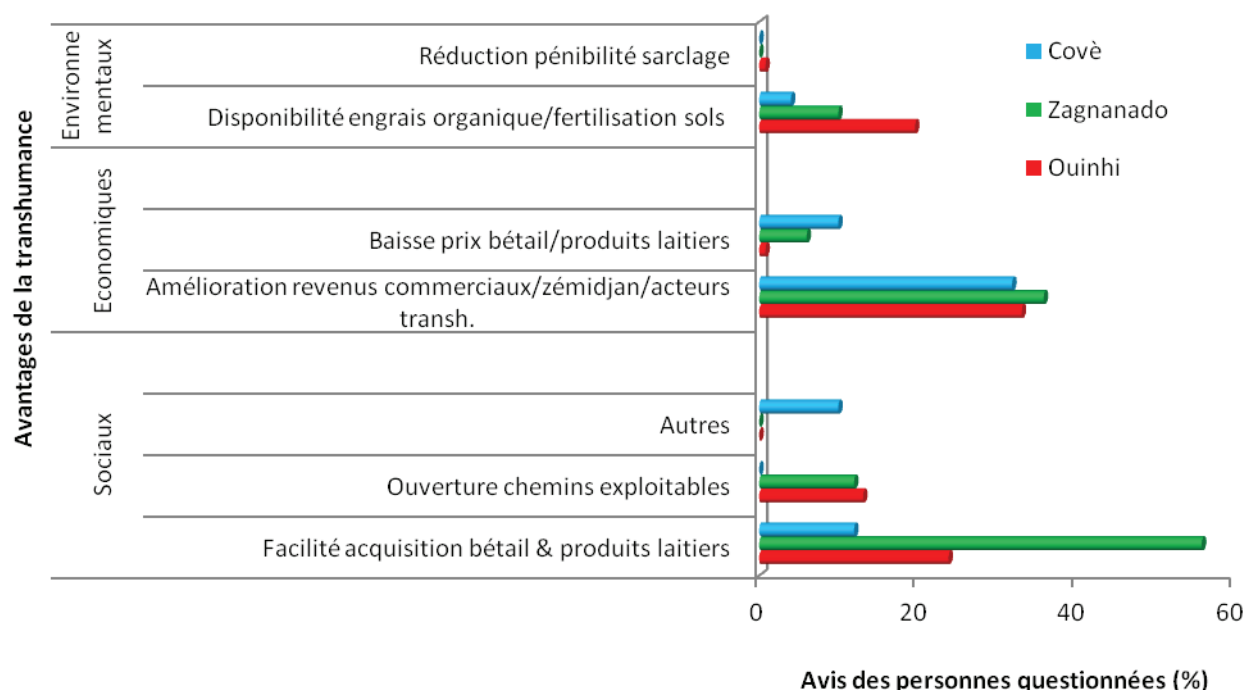 Avantages de la transhumance
Environne
mentaux
Réduction pénibilité sarclage
Disponibilité engrais organique/fertilisation sols
Economiques
Baisse prix bétail/produits laitiers
Amélioration revenus commerciaux/zémidjan/acteurs
transh.
Sociaux
Autres
Ouverture chemins exploitables
Facilité acquisition bétail & produits laitiers
Covè
Zagnanado
Ouinhi
0 20 40 60
Avis des personnes questionnées (%)